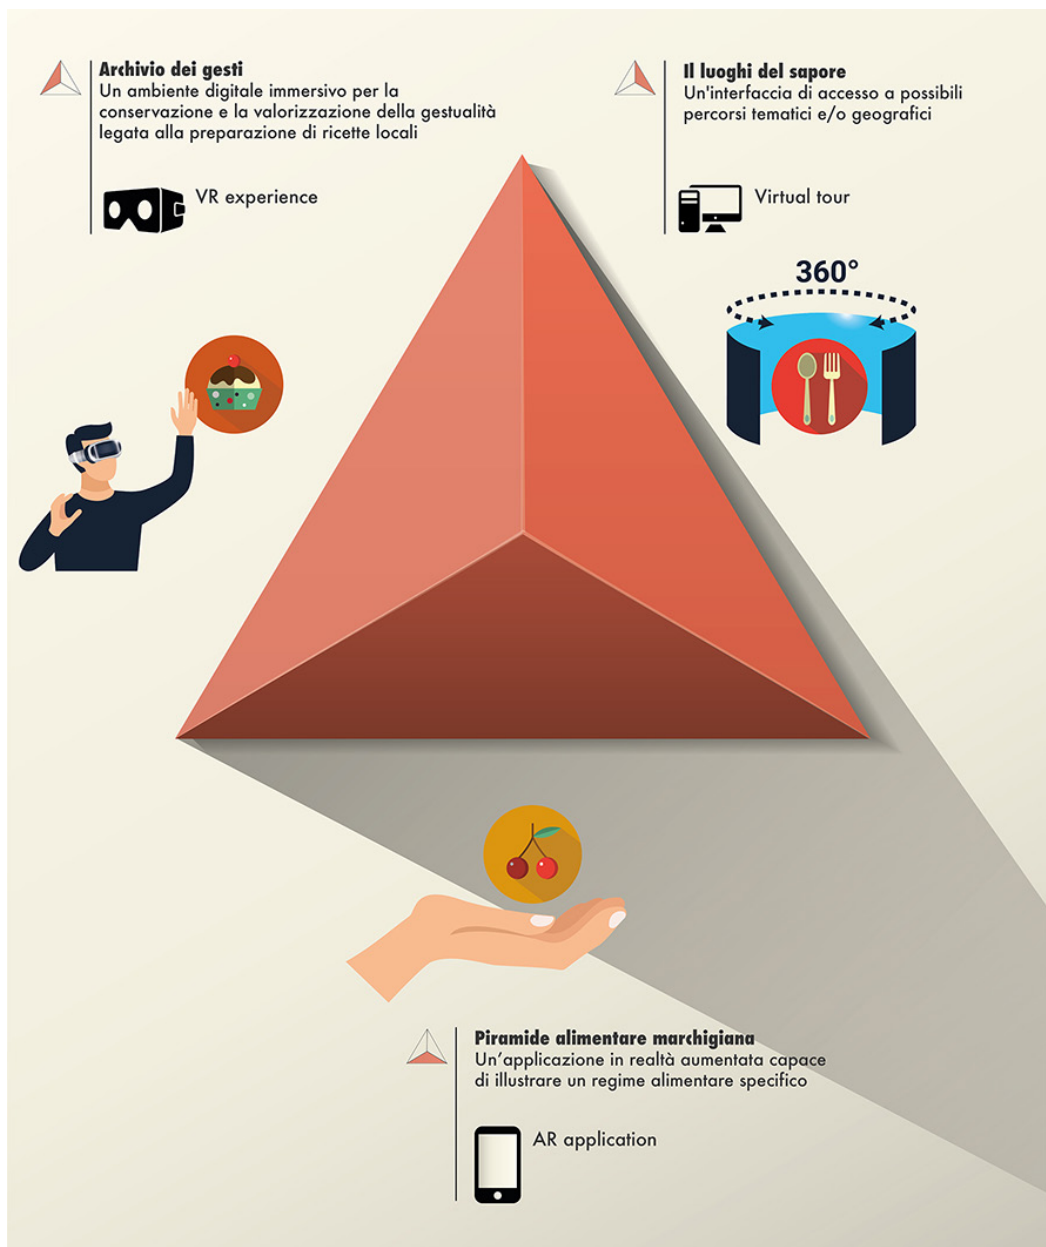 Archivio dei gesti
Un ambiente digitale immersivo per la
conservazione e la valorizzazione della gestualità
legata alla preparazione di ricette locali
VR experience
Il luoghi del sapore
Un'interfaccia di accesso a possibili
percorsi tematici e/o geografici
Virtual tour
360°
Piramide alimentare marchigiana
Un’applicazione in realtà aumentata capace
di illustrare un regime alimentare specifico
AR application